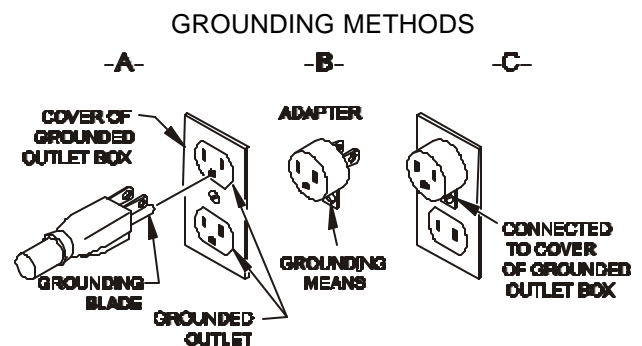 GROUNDING METHODS
-A-
-B-
-C-
COVER OF
GROUNDED
OUTLET BOX
ADAPTER
GROUNDING
BLADE
GROUNDED
OUTLET
GROUNDING
MEANS
CONNECTED
TO COVER
OF GROUNDED
OUTLET BOX